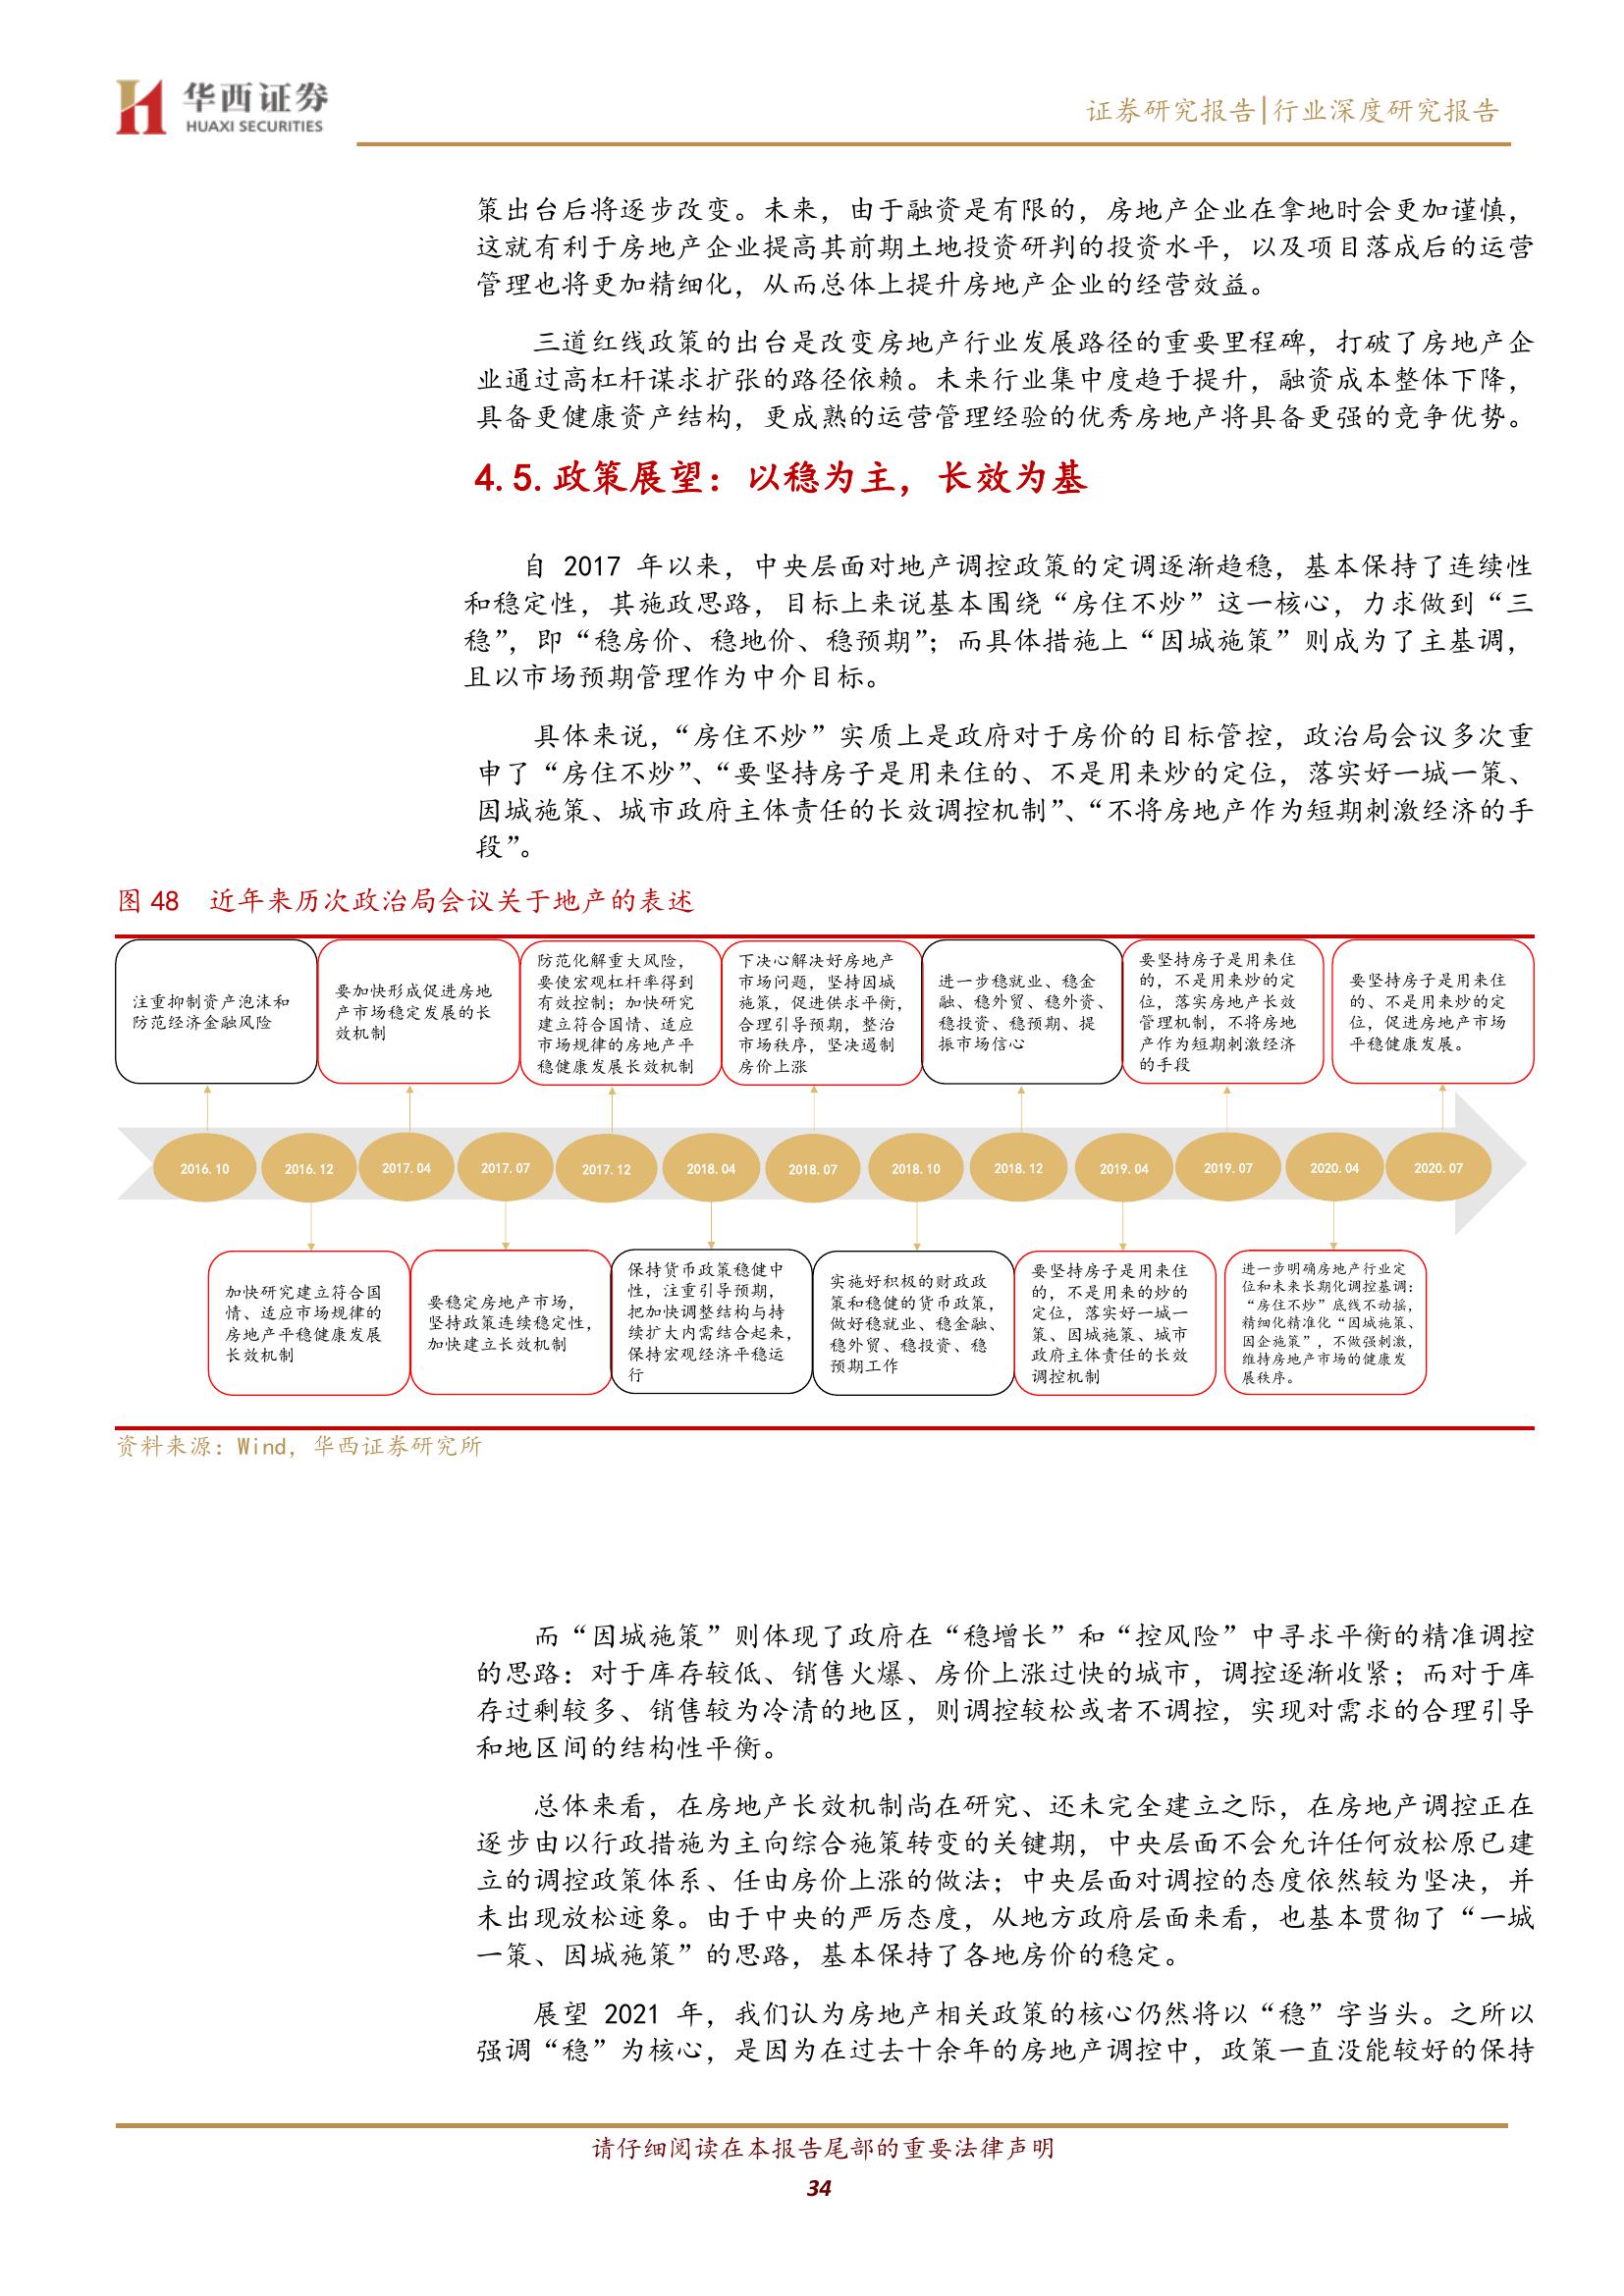 华西证券
HUAXI SECURITIES
证券研究报告|行业深度研究报告
策出台后将逐步改变。未来，由于融资是有限的，房地产企业在拿地时会更加谨慎，
这就有利于房地产企业提高其前期土地投资研判的投资水平，以及项目落成后的运营
管理也将更加精细化，从而总体上提升房地产企业的经营效益。
三道红线政策的出台是改变房地产行业发展路径的重要里程碑，打破了房地产企
业通过高杠杆谋求扩张的路径依赖。未来行业集中度趋于提升，融资成本整体下降，
具备更健康资产结构，更成熟的运营管理经验的优秀房地产将具备更强的竞争优势。
4.5.政策展望：以稳为主，长效为基
自 2017 年以来，中央层面对地产调控政策的定调逐渐趋稳，基本保持了连续性
和稳定性，其施政思路，目标上来说基本围绕“房住不炒”这一核心，力求做到“三
稳”，即“稳房价、稳地价、稳预期”；而具体措施上“因城施策”则成为了主基调，
且以市场预期管理作为中介目标。
具体来说，“房住不炒”实质上是政府对于房价的目标管控，政治局会议多次重
申了“房住不炒”、“要坚持房子是用来住的、不是用来炒的定位，落实好一城一策、
因城施策、城市政府主体责任的长效调控机制”、“不将房地产作为短期刺激经济的手
段”。
图 48 近年来历次政治局会议关于地产的表述
注重抑制资产泡沫和
防范经济金融风险
要加快形成促进房地
产市场稳定发展的长
效机制
防范化解重大风险，
要使宏观杠杆率得到
有效控制；加快研究
建立符合国情、适应
市场规律的房地产平
稳健康发展长效机制
下决心解决好房地产
市场问题，坚持因城
施策，促进供求平衡，
合理引导预期，整治
市场秩序，坚决遏制
房价上涨
进一步稳就业、稳金
融、稳外贸、稳外资、
稳投资、稳预期、提
振市场信心
要坚持房子是用来住
的，不是用来炒的定
位，落实房地产长效
管理机制，不将房地
产作为短期刺激经济
的手段
要坚持房子是用来住
的、不是用来炒的定
位，促进房地产市场
平稳健康发展。
2016.10
2016.12
2017.04
2017.07
2017.12
2018.04
2018.07
2018.10
2018.12
2019.04
2019.07
2020.04
2020.07
加快研究建立符合国
情、适应市场规律的
房地产平稳健康发展
长效机制
要稳定房地产市场，
坚持政策连续稳定性，
加快建立长效机制
保持货币政策稳健中
性，注重引导预期，
把加快调整结构与持
续扩大内需结合起来，
保持宏观经济平稳运
行
实施好积极的财政政
策和稳健的货币政策，
做好稳就业、稳金融、
稳外贸、稳投资、稳
预期工作
要坚持房子是用来住
的，不是用来的炒的
定位，落实好一城一
策、因城施策、城市
政府主体责任的长效
调控机制
进一步明确房地产行业定
位和未来长期化调控基调：
“房住不炒”底线不动摇，
精细化精准化“因城施策、
因企施策”，不做强刺激，
维持房地产市场的健康发
展秩序。
资料来源：Wind，华西证券研究所
而“因城施策”则体现了政府在“稳增长”和“控风险”中寻求平衡的精准调控
的思路：对于库存较低、销售火爆、房价上涨过快的城市，调控逐渐收紧；而对于库
存过剩较多、销售较为冷清的地区，则调控较松或者不调控，实现对需求的合理引导
和地区间的结构性平衡。
总体来看，在房地产长效机制尚在研究、还未完全建立之际，在房地产调控正在
逐步由以行政措施为主向综合施策转变的关键期，中央层面不会允许任何放松原已建
立的调控政策体系、任由房价上涨的做法；中央层面对调控的态度依然较为坚决，并
未出现放松迹象。由于中央的严厉态度，从地方政府层面来看，也基本贯彻了“一城
一策、因城施策”的思路，基本保持了各地房价的稳定。
展望 2021 年，我们认为房地产相关政策的核心仍然将以“稳”字当头。之所以
强调“稳”为核心，是因为在过去十余年的房地产调控中，政策一直没能较好的保持
请仔细阅读在本报告尾部的重要法律声明
34